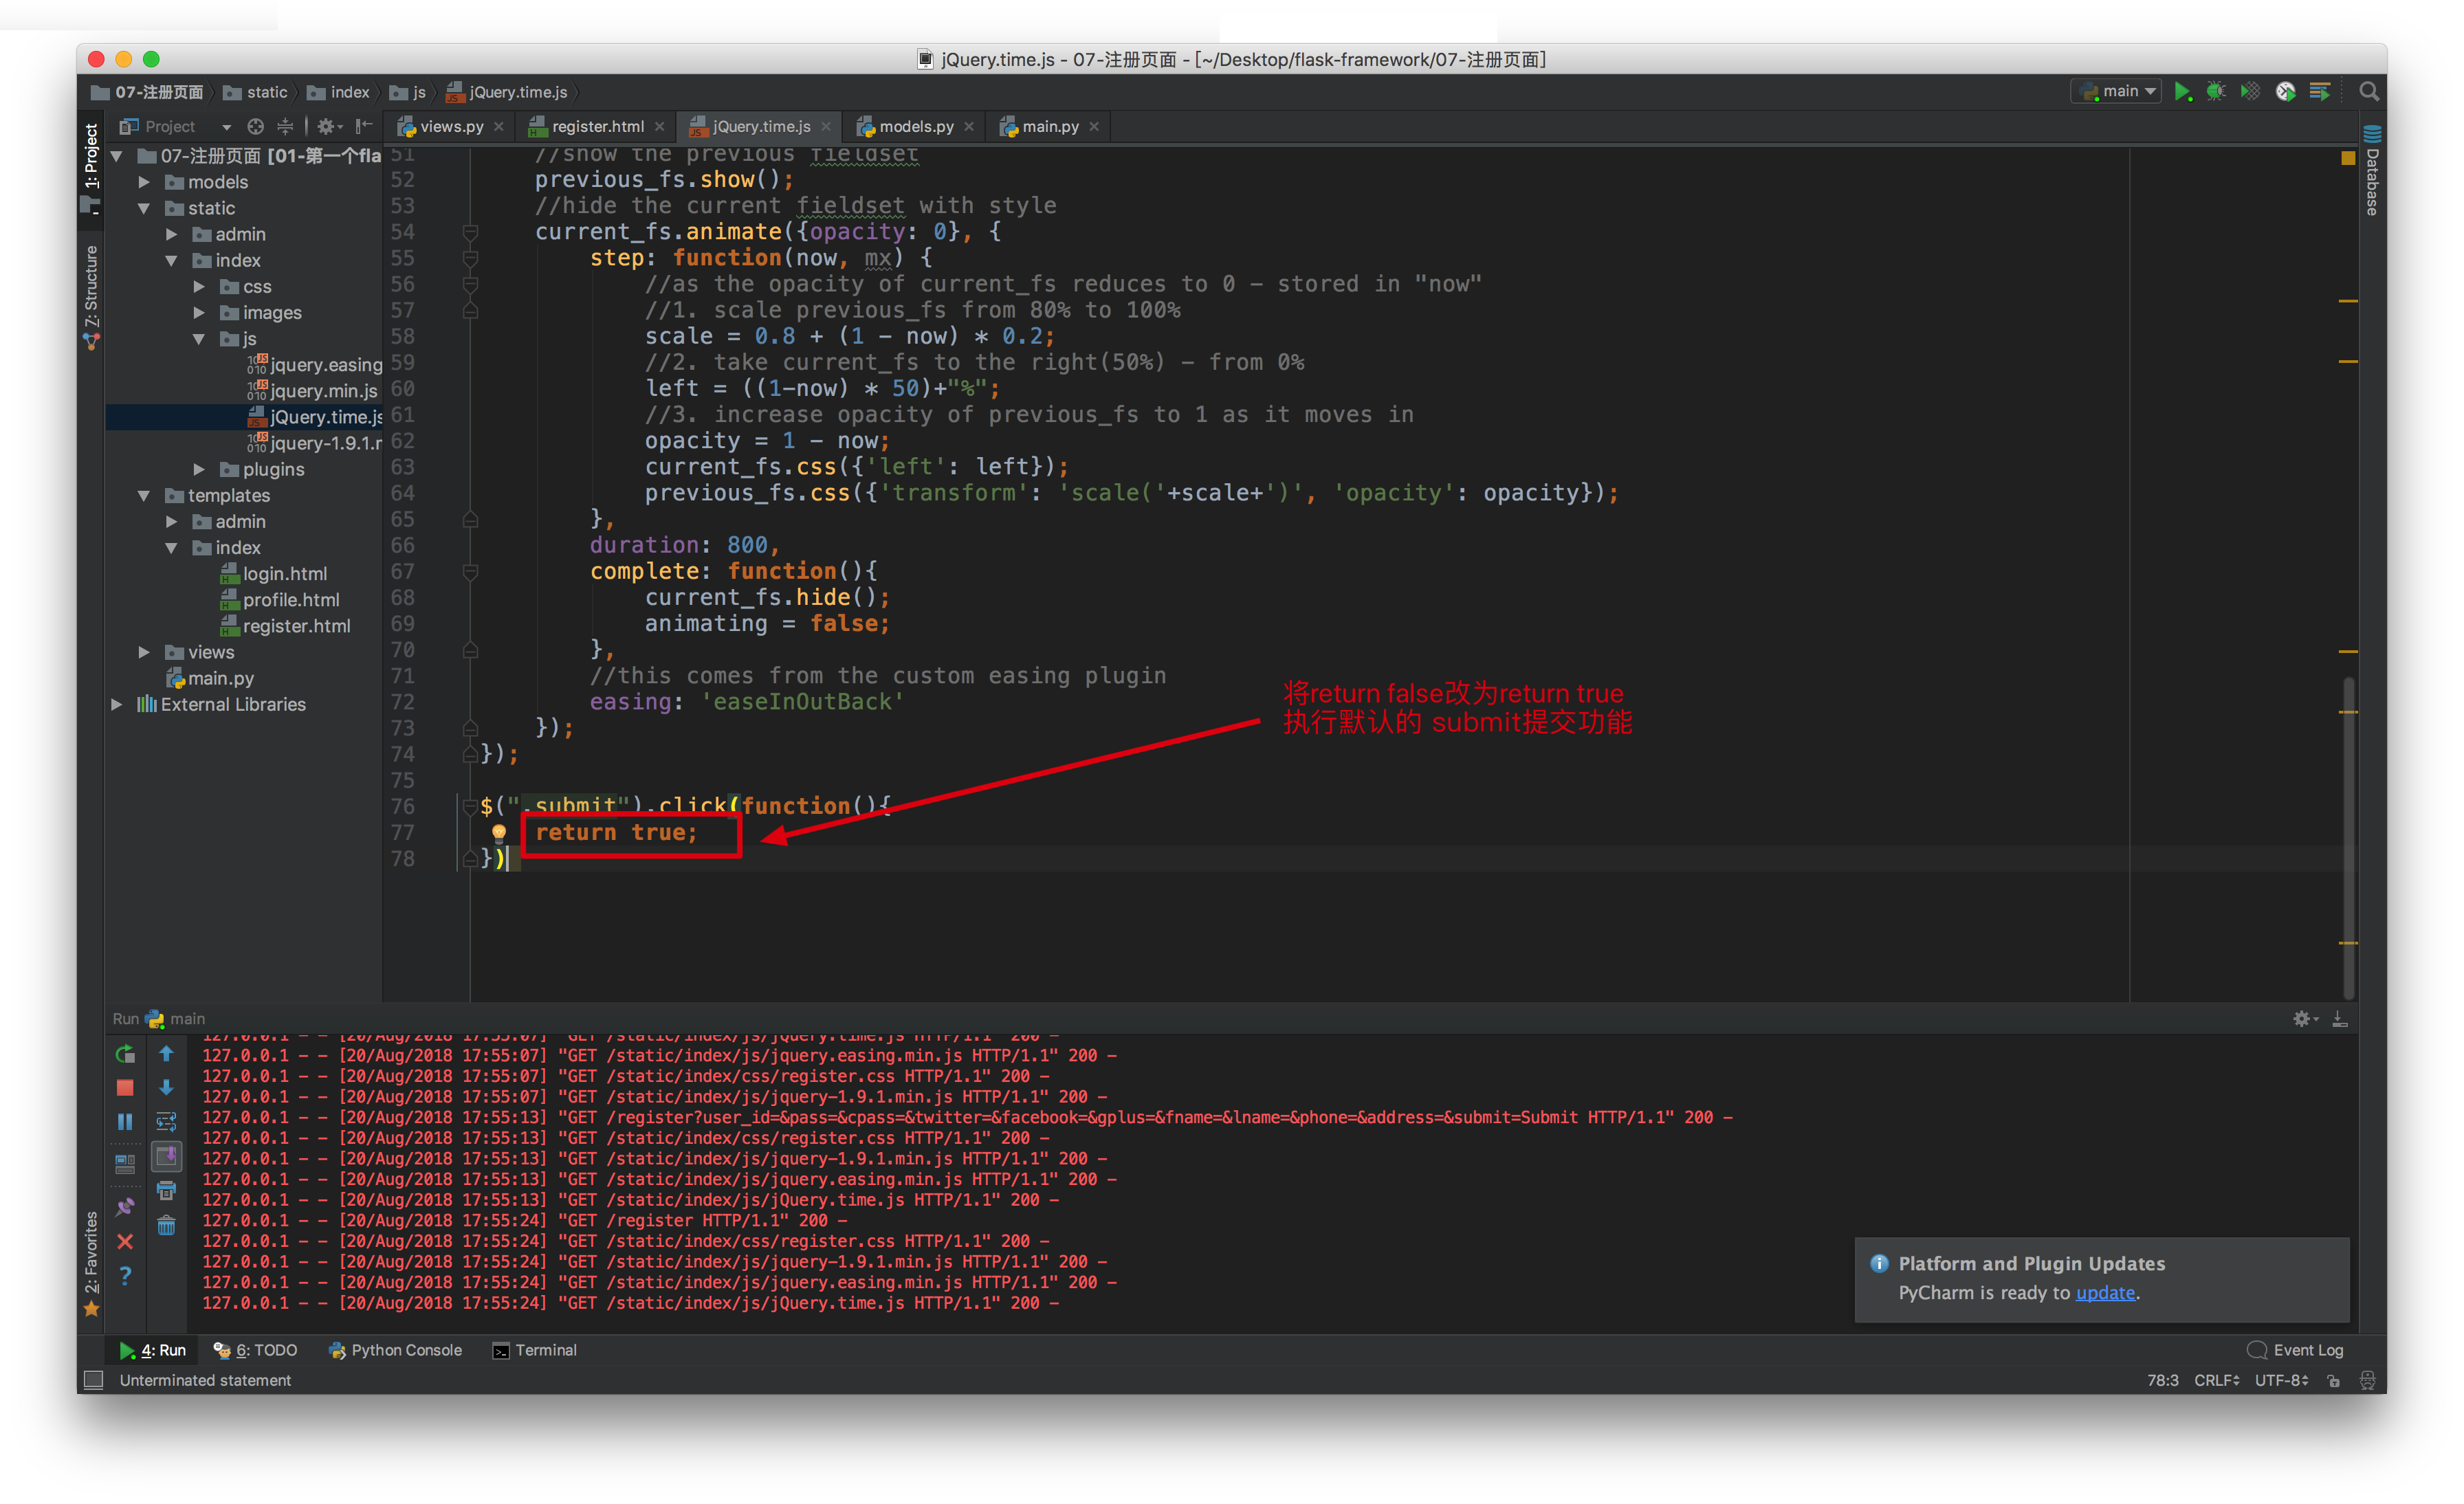 jQuery.time.js - 07-注册页面 - [~/Desktop/flask-framework/07-注册页面]
07-注册页面 static index js jQuery.time.js main
Project views.py register.html jQuery.time.js models.py main.py
1: Project
Z: Structure
2: Favorites
Database
07-注册页面 [01-第一个fla
models
static
admin
index
css
images
js
jquery.easing
jquery.min.js
jQuery.time.js
jquery-1.9.1.r
plugins
templates
admin
index
login.html
profile.html
register.html
views
main.py
External Libraries
51 //show the previous fieldset
52 previous_fs.show();
53 //hide the current fieldset with style
54 current_fs.animate({opacity: 0}, {
55 step: function(now, mx) {
56 //as the opacity of current_fs reduces to 0 - stored in "now"
57 //1. scale previous_fs from 80% to 100%
58 scale = 0.8 + (1 - now) * 0.2;
59 //2. take current_fs to the right(50%) - from 0%
60 left = ((1-now) * 50)+"%";
61 //3. increase opacity of previous_fs to 1 as it moves in
62 opacity = 1 - now;
63 current_fs.css({'left': left});
64 previous_fs.css({'transform': 'scale('+scale+')', 'opacity': opacity});
65 },
66 duration: 800,
67 complete: function(){
68 current_fs.hide();
69 animating = false;
70 },
71 //this comes from the custom easing plugin
72 easing: 'easeInOutBack'
73 });
74 });
75
76 $(".submit").click(function(){
77 return true;
78 })
将return false改为return true
执行默认的 submit提交功能
Run main
127.0.0.1 - - [20/Aug/2018 17:55:07] "GET /static/index/js/jQuery.time.js HTTP/1.1" 200 -
127.0.0.1 - - [20/Aug/2018 17:55:07] "GET /static/index/js/jquery.easing.min.js HTTP/1.1" 200 -
127.0.0.1 - - [20/Aug/2018 17:55:07] "GET /static/index/css/register.css HTTP/1.1" 200 -
127.0.0.1 - - [20/Aug/2018 17:55:07] "GET /static/index/js/jquery-1.9.1.min.js HTTP/1.1" 200 -
127.0.0.1 - - [20/Aug/2018 17:55:13] "GET /register?user_id=&pass=&cpass=&twitter=&facebook=&gplus=&fname=&lname=&phone=&address=&submit=Submit HTTP/1.1" 200 -
127.0.0.1 - - [20/Aug/2018 17:55:13] "GET /static/index/css/register.css HTTP/1.1" 200 -
127.0.0.1 - - [20/Aug/2018 17:55:13] "GET /static/index/js/jquery-1.9.1.min.js HTTP/1.1" 200 -
127.0.0.1 - - [20/Aug/2018 17:55:13] "GET /static/index/js/jquery.easing.min.js HTTP/1.1" 200 -
127.0.0.1 - - [20/Aug/2018 17:55:13] "GET /static/index/js/jQuery.time.js HTTP/1.1" 200 -
127.0.0.1 - - [20/Aug/2018 17:55:24] "GET /register HTTP/1.1" 200 -
127.0.0.1 - - [20/Aug/2018 17:55:24] "GET /static/index/css/register.css HTTP/1.1" 200 -
127.0.0.1 - - [20/Aug/2018 17:55:24] "GET /static/index/js/jquery-1.9.1.min.js HTTP/1.1" 200 -
127.0.0.1 - - [20/Aug/2018 17:55:24] "GET /static/index/js/jquery.easing.min.js HTTP/1.1" 200 -
127.0.0.1 - - [20/Aug/2018 17:55:24] "GET /static/index/js/jQuery.time.js HTTP/1.1" 200 -
Platform and Plugin Updates
PyCharm is ready to update.
4: Run 6: TODO Python Console Terminal Event Log
Unterminated statement 78:3 CRLF UTF-8